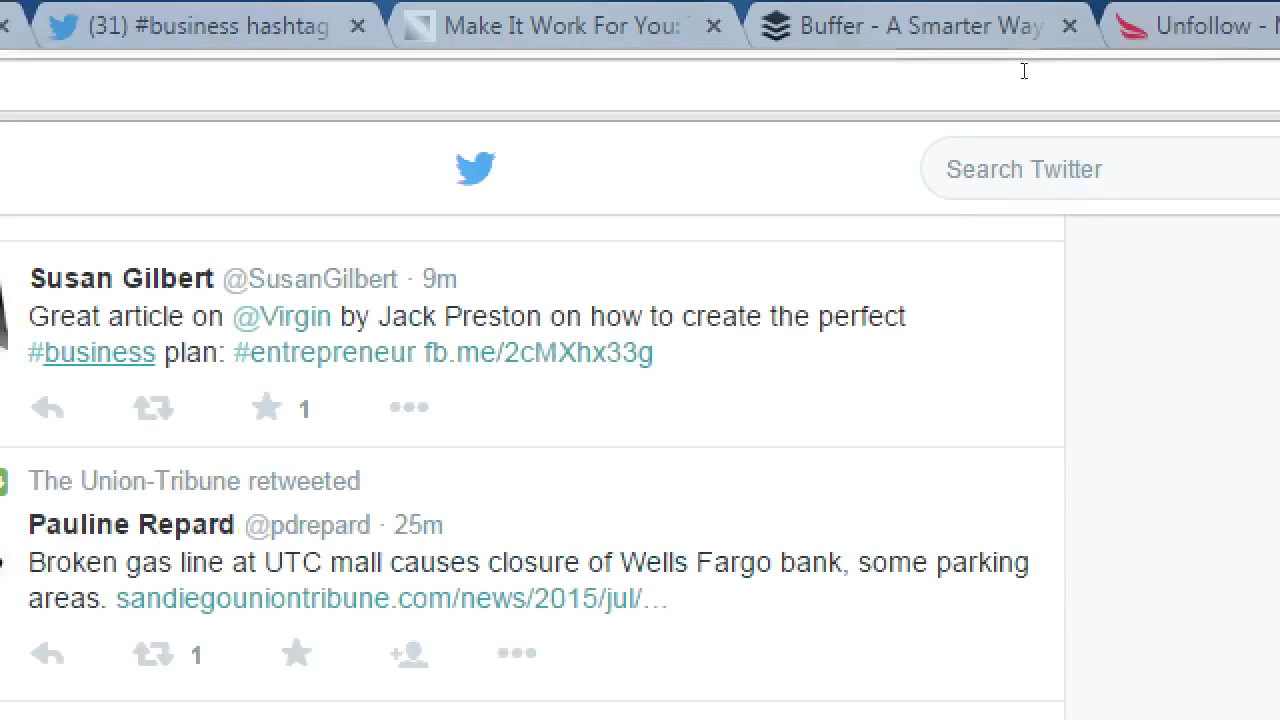 (31) #business hashtag
Make It Work For You:
Buffer - A Smarter Way
Unfollow -
Search Twitter
Susan Gilbert @SusanGilbert · 9m
Great article on @Virgin by Jack Preston on how to create the perfect
#business plan: #entrepreneur fb.me/2cMXhx33g
1
The Union-Tribune retweeted
Pauline Repard @pdrepard · 25m
Broken gas line at UTC mall causes closure of Wells Fargo bank, some parking
areas. sandiegouniontribune.com/news/2015/jul/…
1